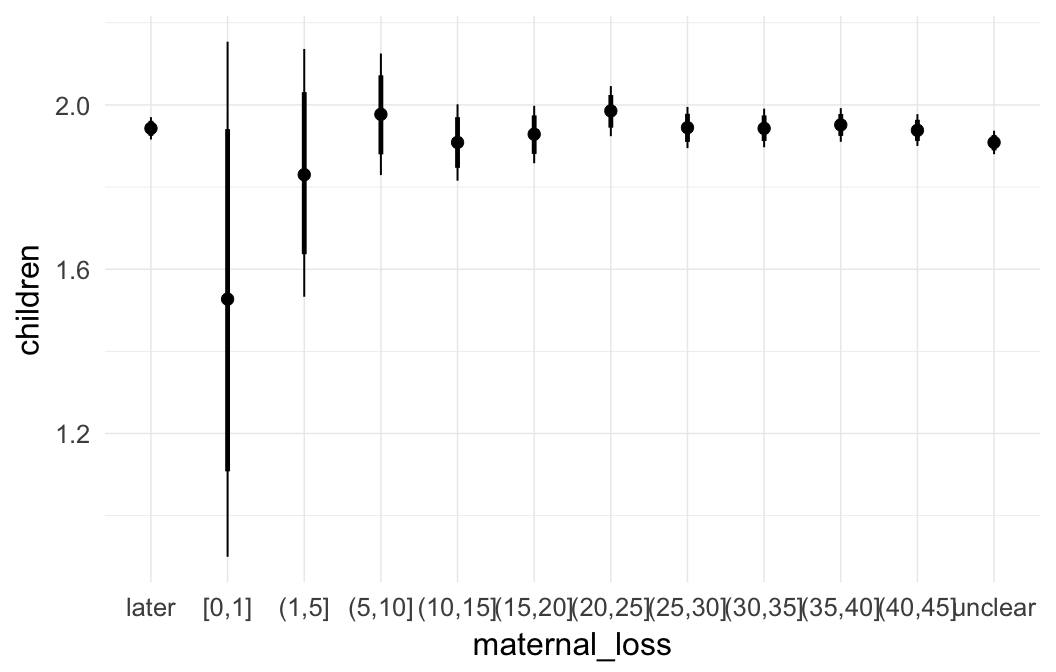 children
2.0
1.6
1.2
later [0,1] (1,5] (5,10] (10,15] (15,20] (20,25] (25,30] (30,35] (35,40] (40,45] unclear
maternal_loss